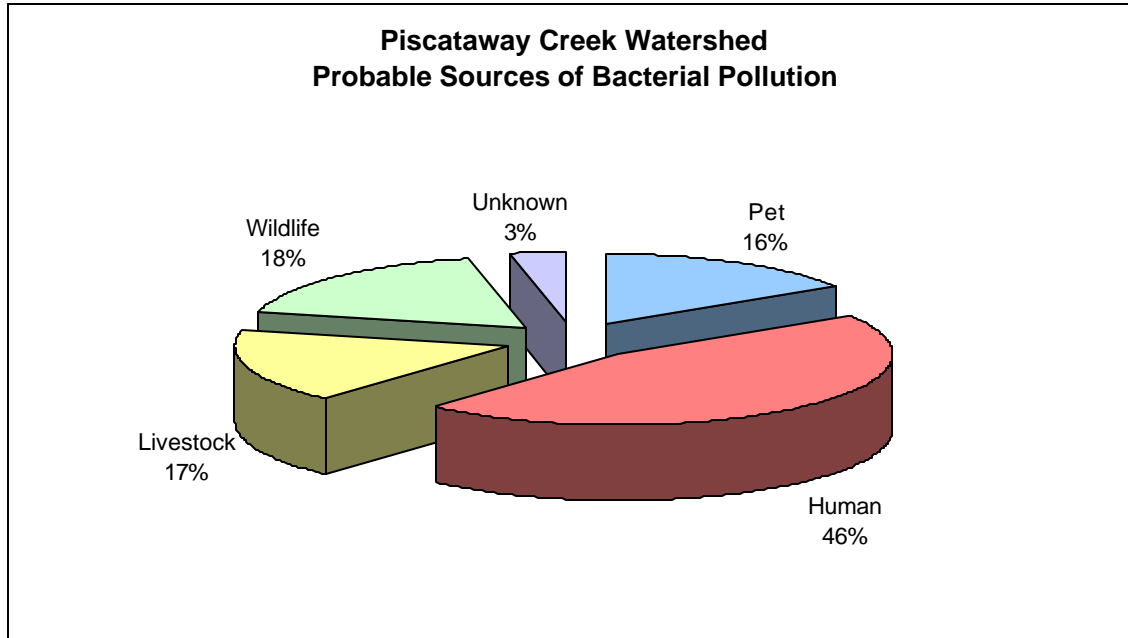 Piscataway Creek Watershed
Probable Sources of Bacterial Pollution
Unknown
3%
Pet
16%
Wildlife
18%
Livestock
17%
Human
46%